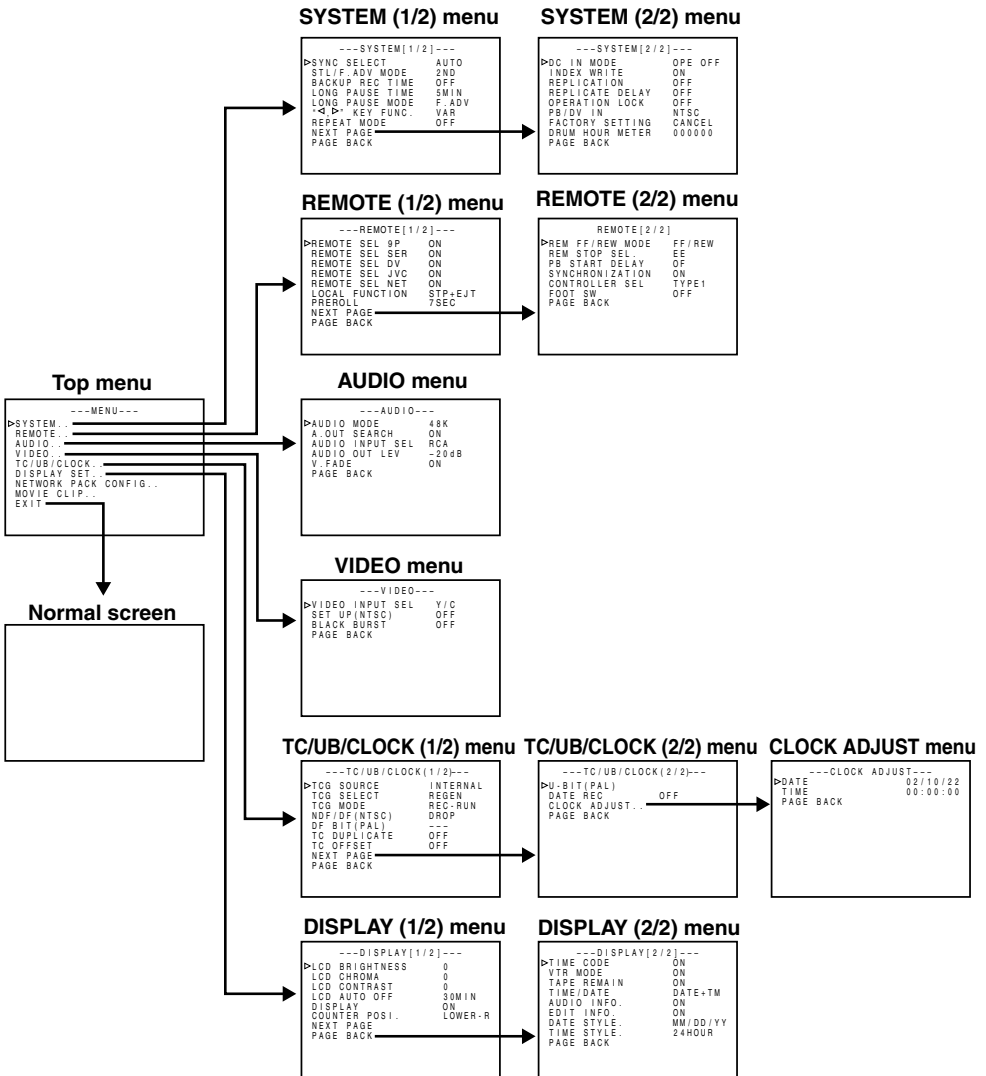 SYSTEM (1/2) menu
---SYSTEM[1/2]---
▷SYNC SELECT AUTO
STL/F.ADV MODE 2ND
BACKUP REC TIME OFF
LONG PAUSE TIME 5MIN
LONG PAUSE MODE F.ADV
"◁,▷" KEY FUNC. VAR
REPEAT MODE OFF
NEXT PAGE
PAGE BACK
SYSTEM (2/2) menu
---SYSTEM[2/2]---
▷DC IN MODE OPE OFF
INDEX WRITE ON
REPLICATION OFF
REPLICATE DELAY OFF
OPERATION LOCK OFF
PB/DV IN NTSC
FACTORY SETTING CANCEL
DRUM HOUR METER 000000
PAGE BACK
REMOTE (1/2) menu
---REMOTE[1/2]---
▷REMOTE SEL 9P ON
REMOTE SEL SER ON
REMOTE SEL DV ON
REMOTE SEL JVC ON
REMOTE SEL NET ON
LOCAL FUNCTION STP+EJT
PREROLL 7SEC
NEXT PAGE
PAGE BACK
REMOTE (2/2) menu
REMOTE[2/2]
▷REM FF/REW MODE FF/REW
REM STOP SEL. EE
PB START DELAY OF
SYNCHRONIZATION ON
CONTROLLER SEL TYPE1
FOOT SW OFF
PAGE BACK
Top menu
---MENU---
▷SYSTEM..
REMOTE..
AUDIO..
VIDEO..
TC/UB/CLOCK..
DISPLAY SET..
NETWORK PACK CONFIG..
MOVIE CLIP..
EXIT
AUDIO menu
---AUDIO---
▷AUDIO MODE 48K
A.OUT SEARCH ON
AUDIO INPUT SEL RCA
AUDIO OUT LEV -20dB
V.FADE ON
PAGE BACK
VIDEO menu
---VIDEO---
▷VIDEO INPUT SEL Y/C
SET UP(NTSC) OFF
BLACK BURST OFF
PAGE BACK
Normal screen
TC/UB/CLOCK (1/2) menu
---TC/UB/CLOCK(1/2)---
▷TCG SOURCE INTERNAL
TCG SELECT REGEN
TCG MODE REC-RUN
NDF/DF(NTSC) DROP
DF BIT(PAL) ---
TC DUPLICATE OFF
TC OFFSET OFF
NEXT PAGE
PAGE BACK
TC/UB/CLOCK (2/2) menu
---TC/UB/CLOCK(2/2)---
▷U-BIT(PAL)
DATE REC OFF
CLOCK ADJUST..
PAGE BACK
CLOCK ADJUST menu
---CLOCK ADJUST---
▷DATE 02/10/22
TIME 00:00:00
PAGE BACK
DISPLAY (1/2) menu
---DISPLAY[1/2]---
▷LCD BRIGHTNESS 0
LCD CHROMA 0
LCD CONTRAST 0
LCD AUTO OFF 30MIN
DISPLAY ON
COUNTER POSI. LOWER-R
NEXT PAGE
PAGE BACK
DISPLAY (2/2) menu
---DISPLAY[2/2]---
▷TIME CODE ON
VTR MODE ON
TAPE REMAIN ON
TIME/DATE DATE+TM
AUDIO INFO. ON
EDIT INFO. ON
DATE STYLE. MM/DD/YY
TIME STYLE. 24HOUR
PAGE BACK